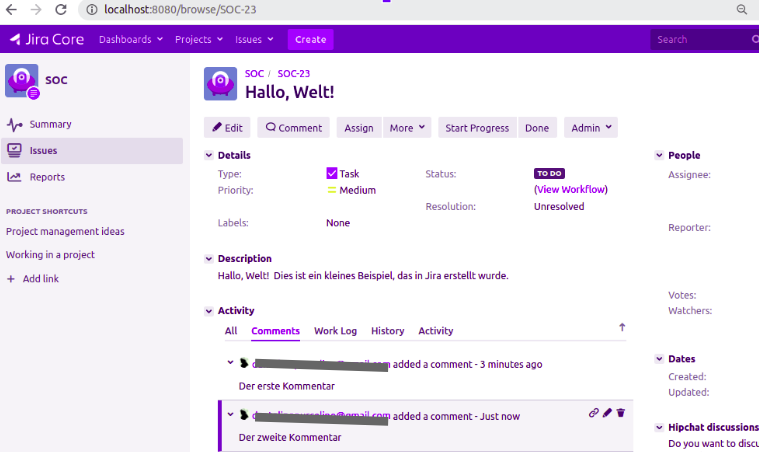 localhost:8080/browse/SOC-23
Jira Core Dashboards Projects Issues Create Search
SOC
Summary
Issues
Reports
PROJECT SHORTCUTS
Project management ideas
Working in a project
+ Add link
SOC / SOC-23
Hallo, Welt!
Edit Comment Assign More Start Progress Done Admin
Details
Type: Task Status: TO DO
Priority: Medium (View Workflow)
Resolution: Unresolved
Labels: None
Description
Hallo, Welt! Dies ist ein kleines Beispiel, das in Jira erstellt wurde.
Activity
All Comments Work Log History Activity
added a comment - 3 minutes ago
Der erste Kommentar
added a comment - Just now
Der zweite Kommentar
People
Assignee:
Reporter:
Votes:
Watchers:
Dates
Created:
Updated:
Hipchat discussions
Do you want to discu